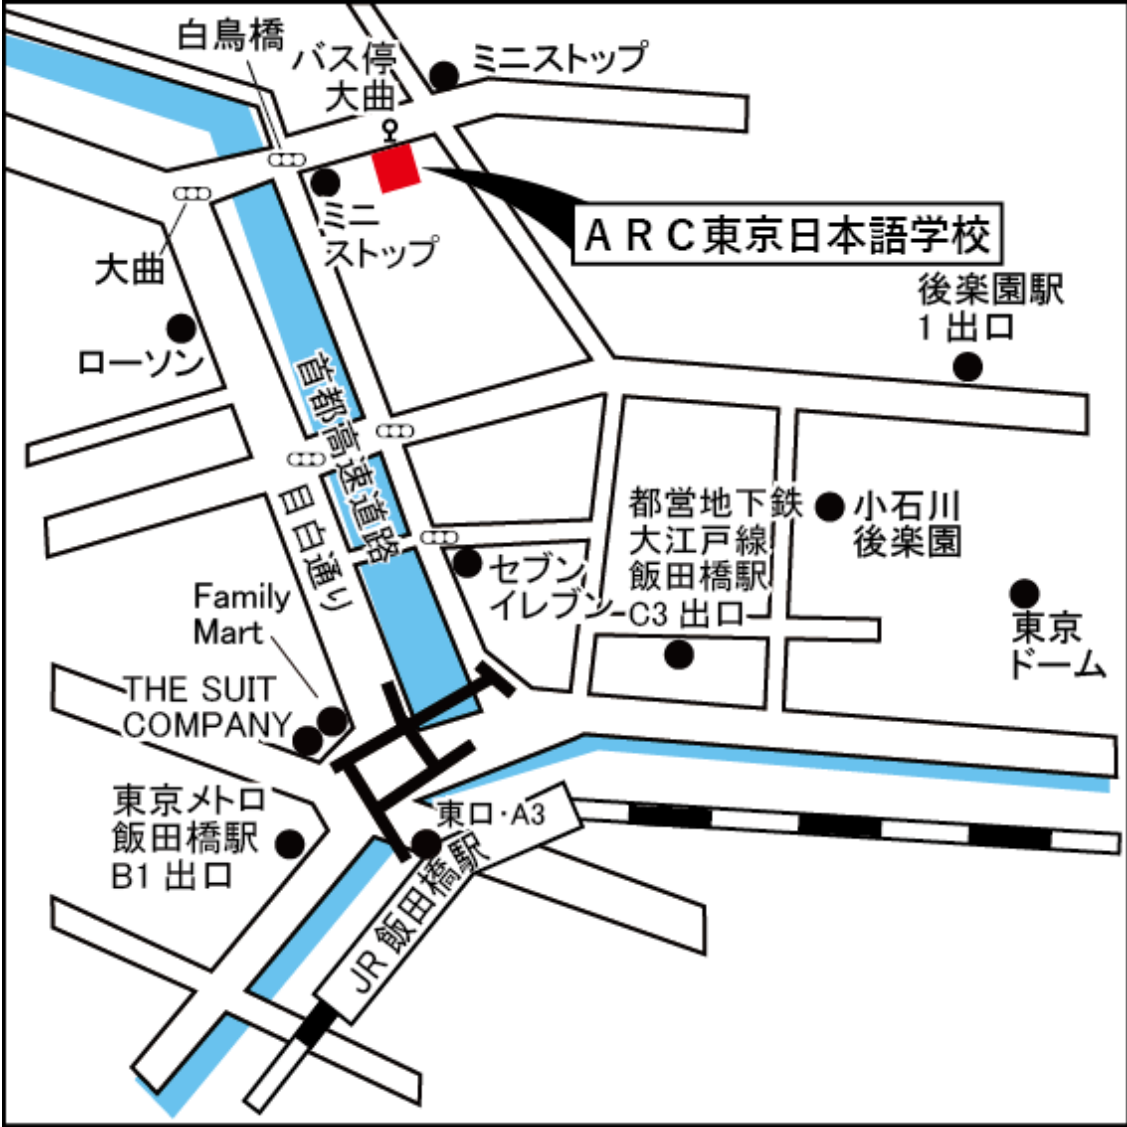 白鳥橋
バス停
大曲
ミニストップ
ミニ
ストップ
ARC東京日本語学校
大曲
後楽園駅
1出口
ローソン
首都高速道路
目白通り
都営地下鉄
大江戸線
飯田橋駅
C3 出口
小石川
後楽園
セブン
イレブン
Family
Mart
東京
ドーム
THE SUIT
COMPANY
東京メトロ
飯田橋駅
B1 出口
東口・A3
JR 飯田橋駅